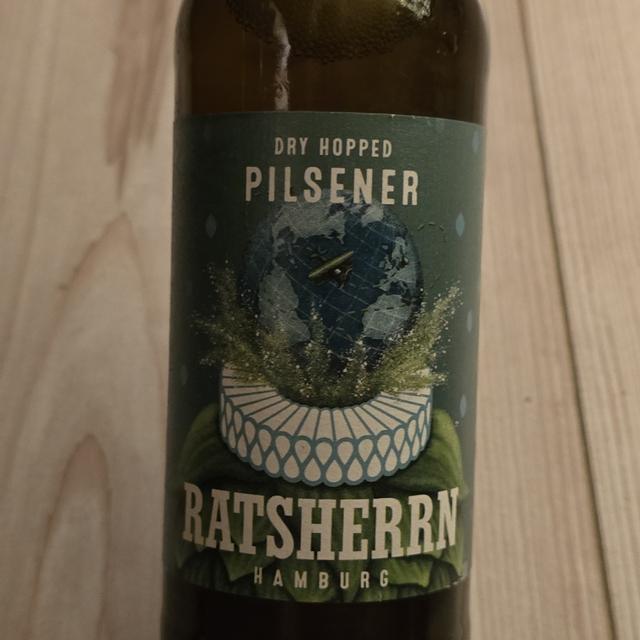 DRY HOPPED
PILSENER
RATSHERRN
HAMBURG